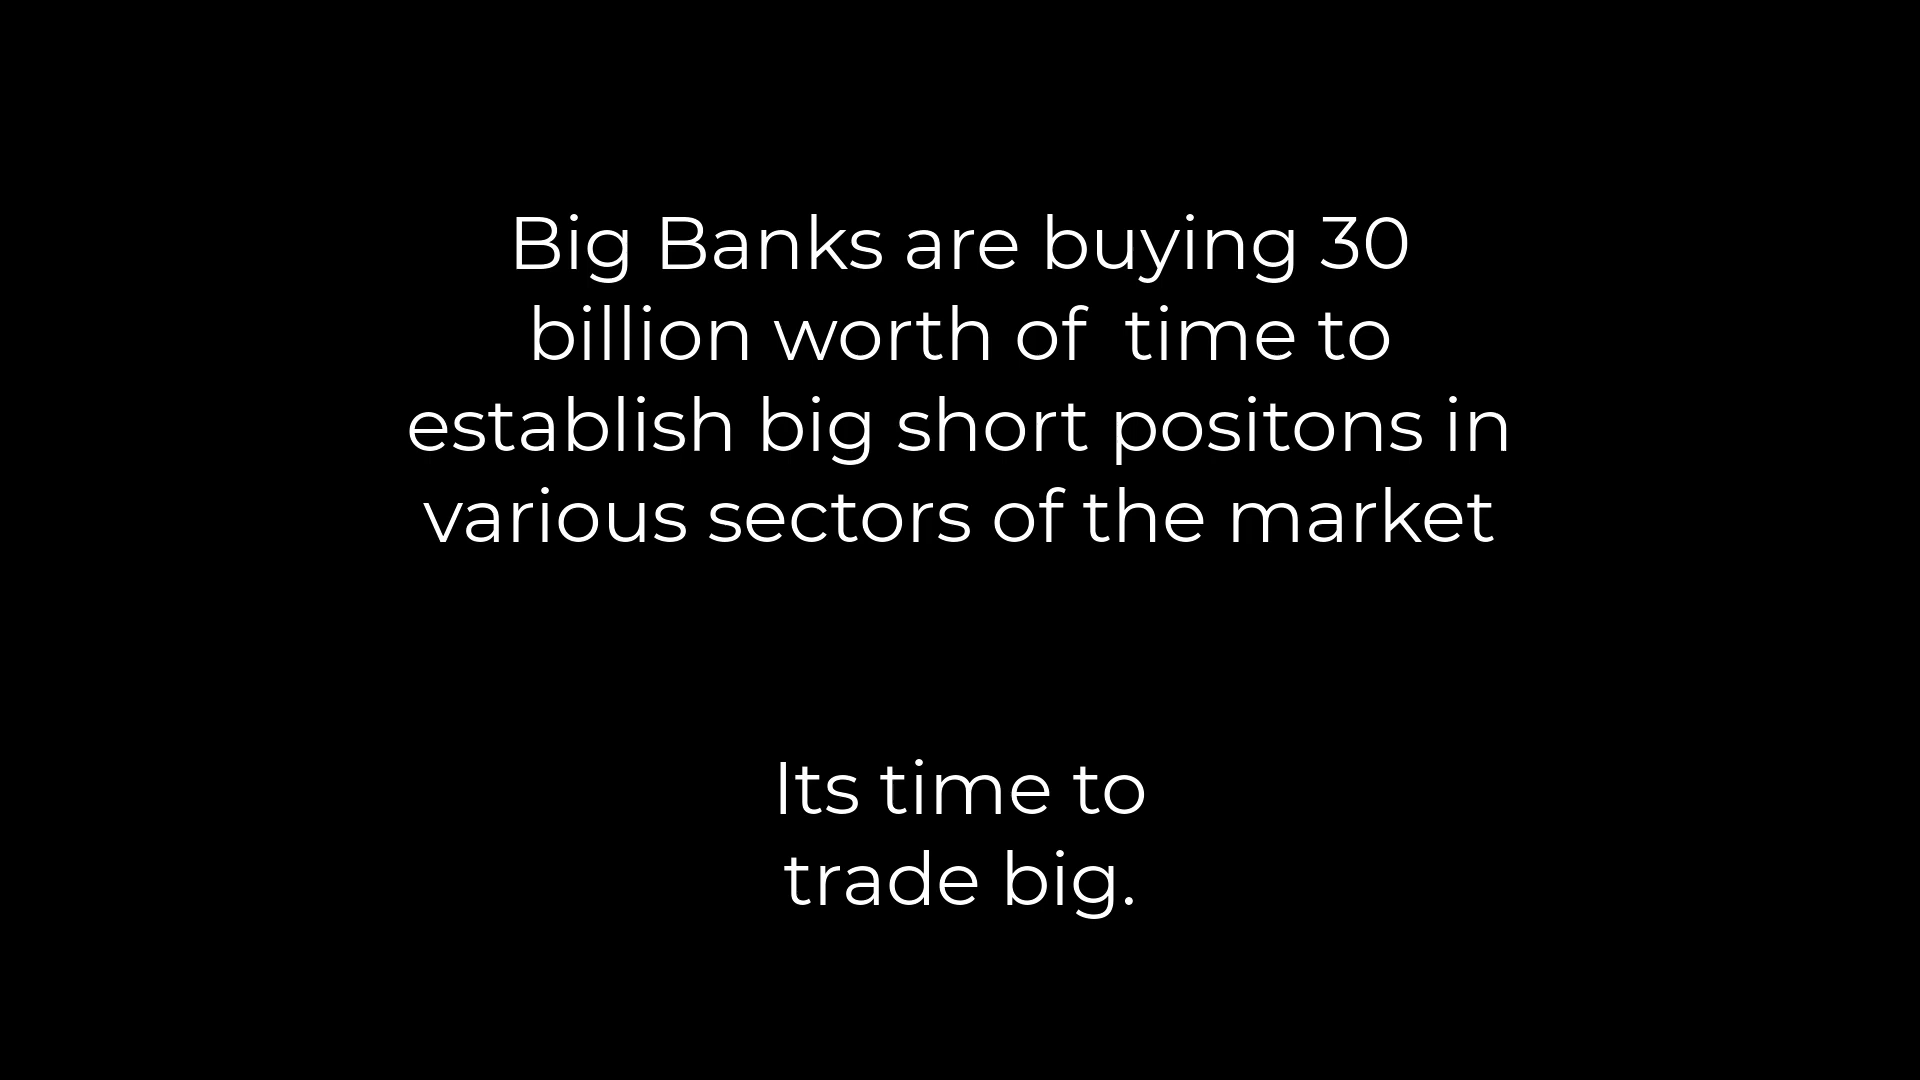 Big Banks are buying 30
billion worth of  time to
establish big short positons in
various sectors of the market
Its time to
trade big.